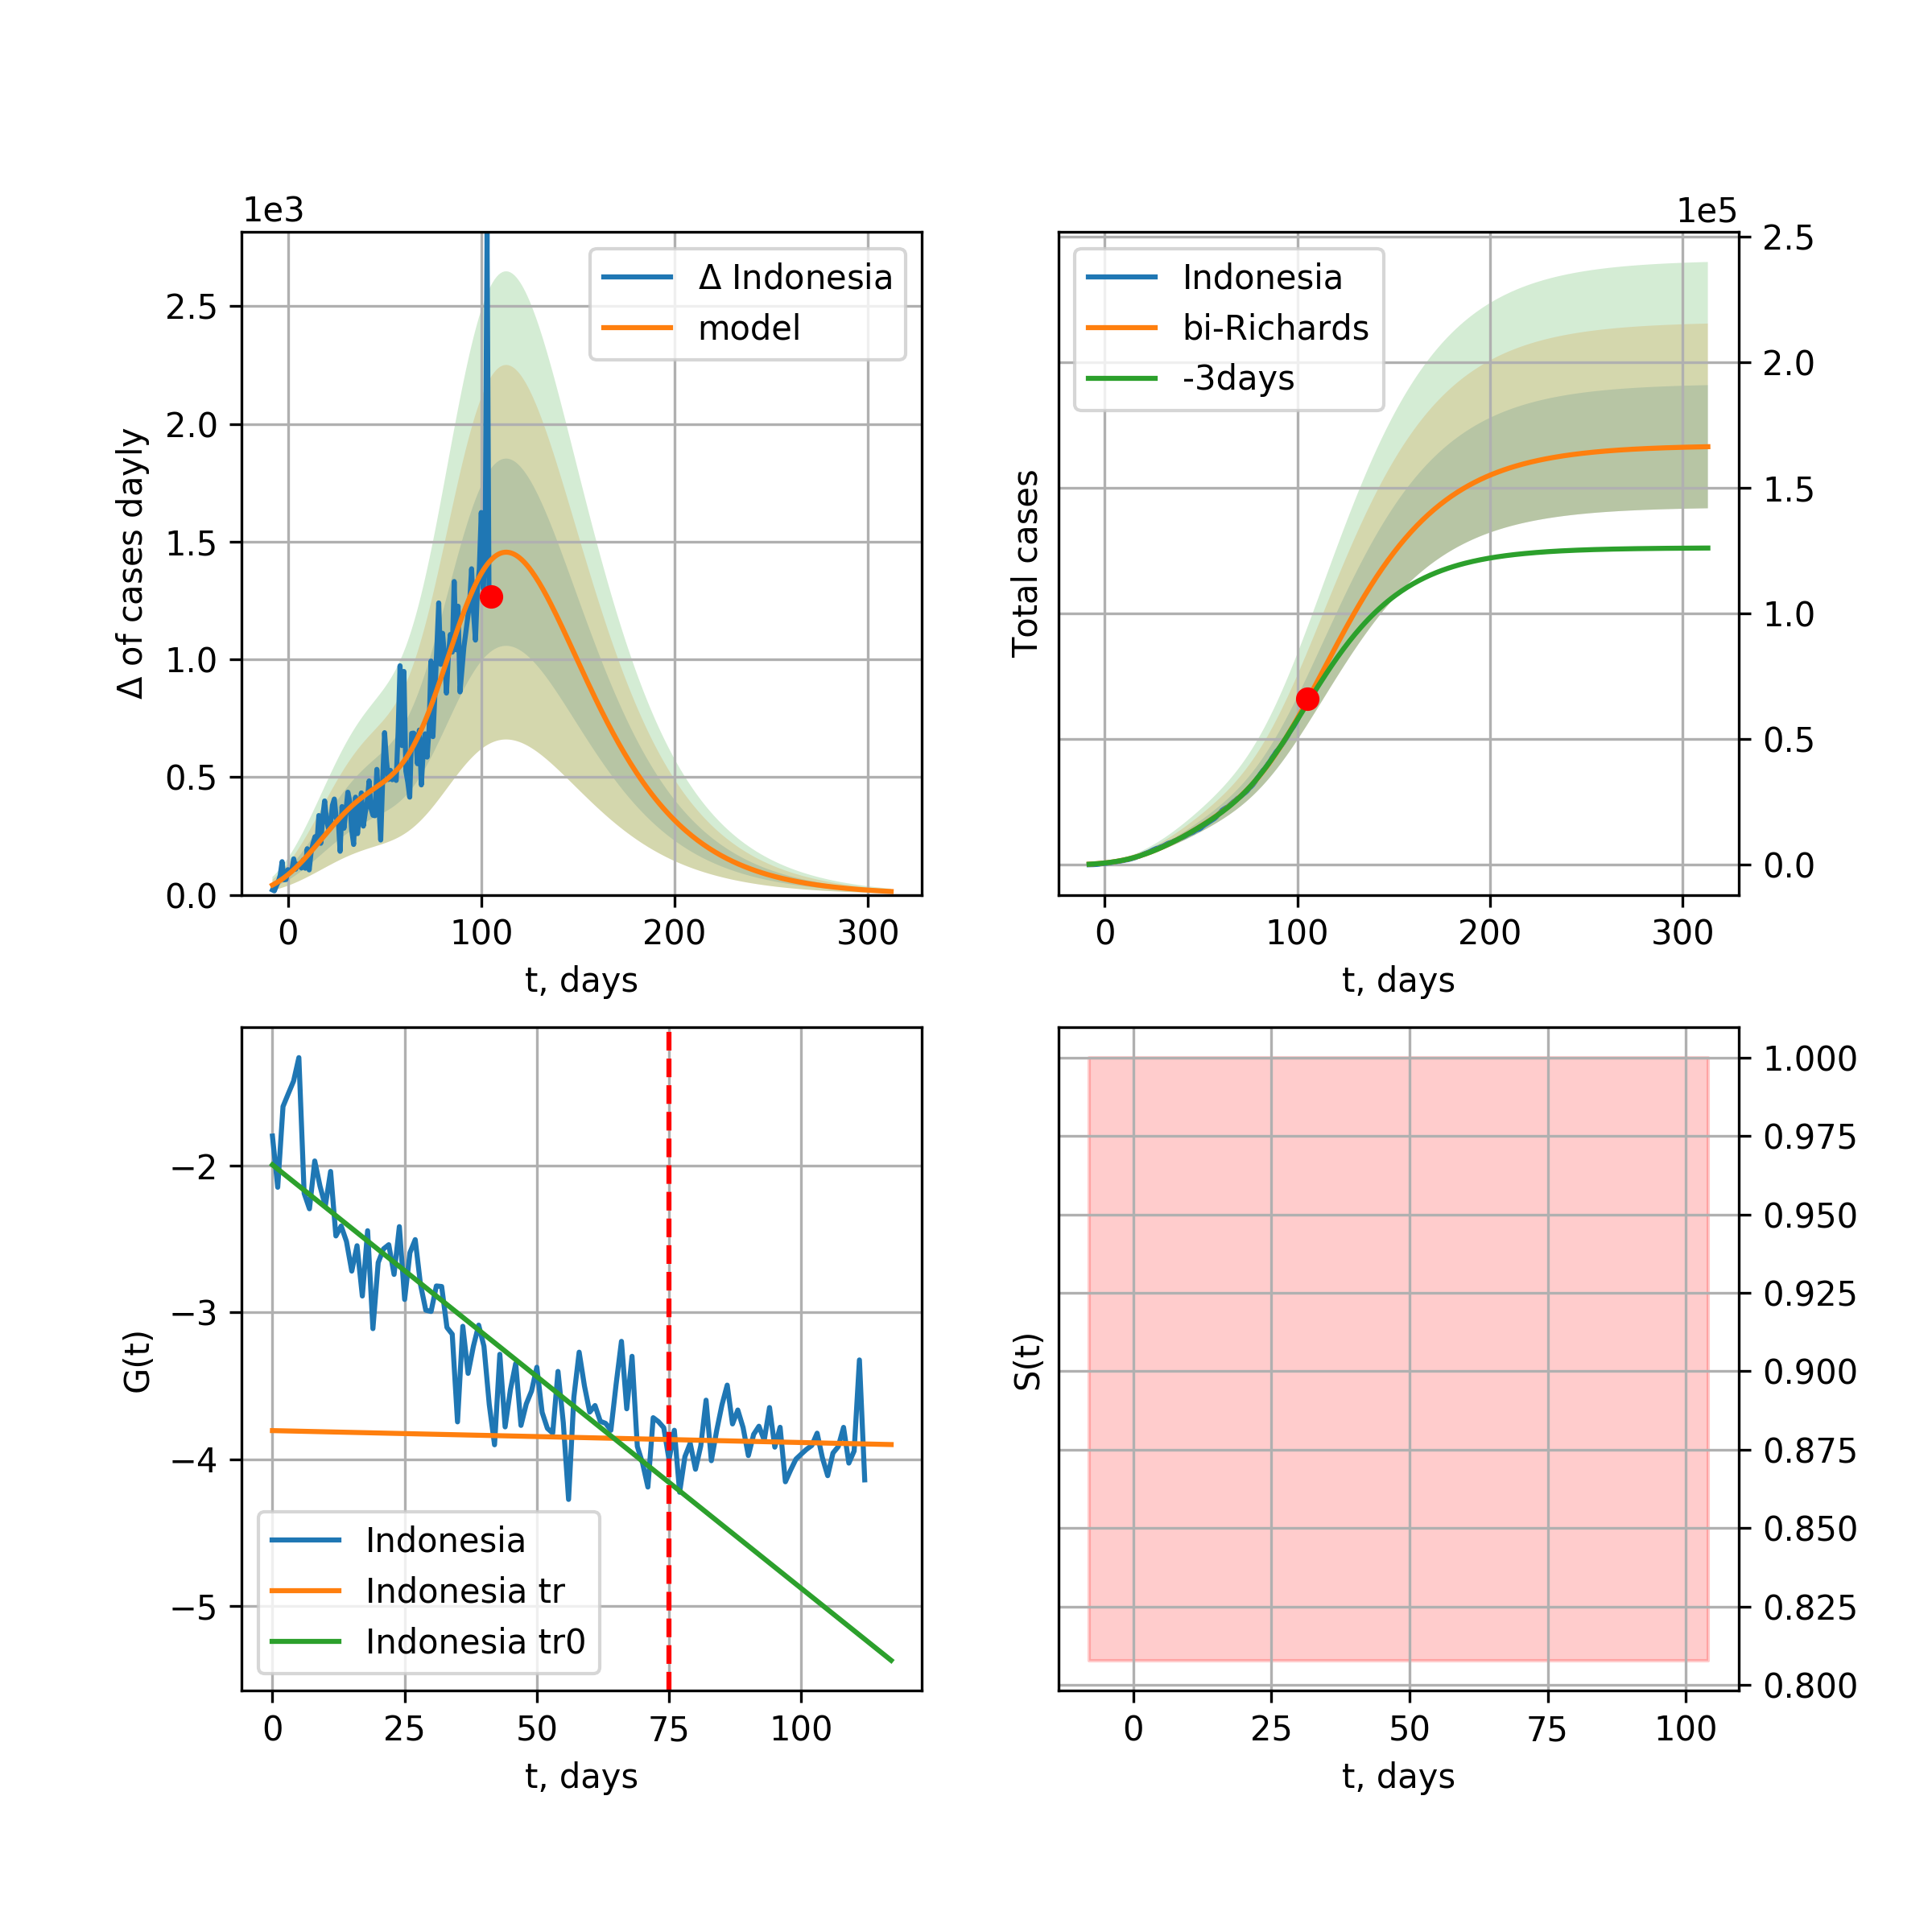 1e3
Δ of cases dayly
2.5
2.0
1.5
1.0
0.5
0.0
0 100 200 300
t, days
Δ Indonesia
model
1e5
Total cases
2.5
2.0
1.5
1.0
0.5
0.0
0 100 200 300
t, days
Indonesia
bi-Richards
-3days
G(t)
−2
−3
−4
−5
0 25 50 75 100
t, days
Indonesia
Indonesia tr
Indonesia tr0
S(t)
1.000
0.975
0.950
0.925
0.900
0.875
0.850
0.825
0.800
0 25 50 75 100
t, days